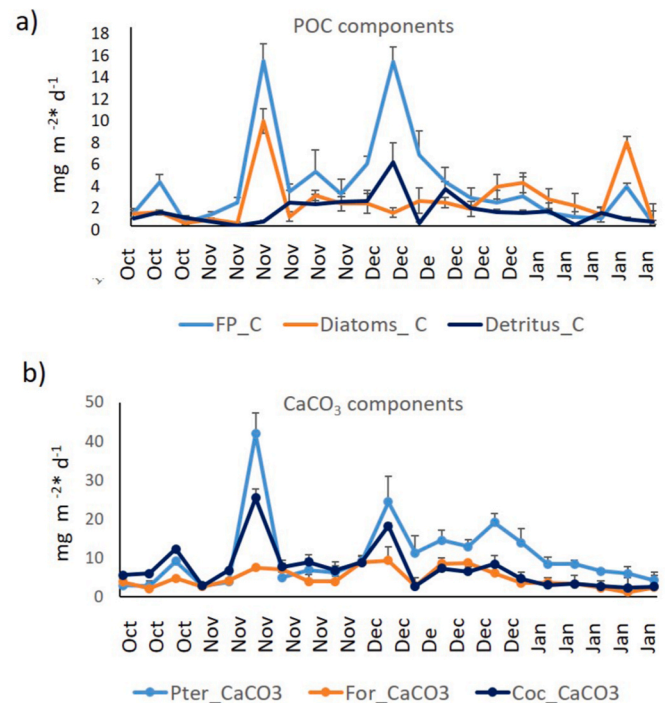 a)
POC components
mg m -2* d-1
18
16
14
12
10
8
6
4
2
0
Oct Oct Oct Nov Nov Nov Nov Nov Nov Dec Dec De Dec Dec Dec Jan Jan Jan Jan Jan
FP_C Diatoms_ C Detritus_C
b)
CaCO3 components
mg m -2* d-1
50
40
30
20
10
0
Oct Oct Oct Nov Nov Nov Nov Nov Nov Dec Dec De Dec Dec Dec Jan Jan Jan Jan Jan
Pter_CaCO3 For_CaCO3 Coc_CaCO3